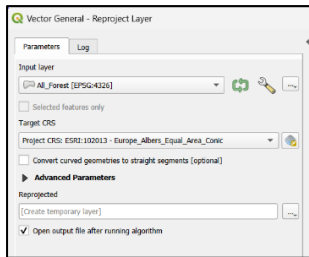 Vector General - Reproject Layer
Parameters Log
Input layer
All_Forest [EPSG:4326]
Selected features only
Target CRS
Project CRS: ESRI:102013 - Europe_Albers_Equal_Area_Conic
Convert curved geometries to straight segments [optional]
Advanced Parameters
Reprojected
[Create temporary layer]
Open output file after running algorithm